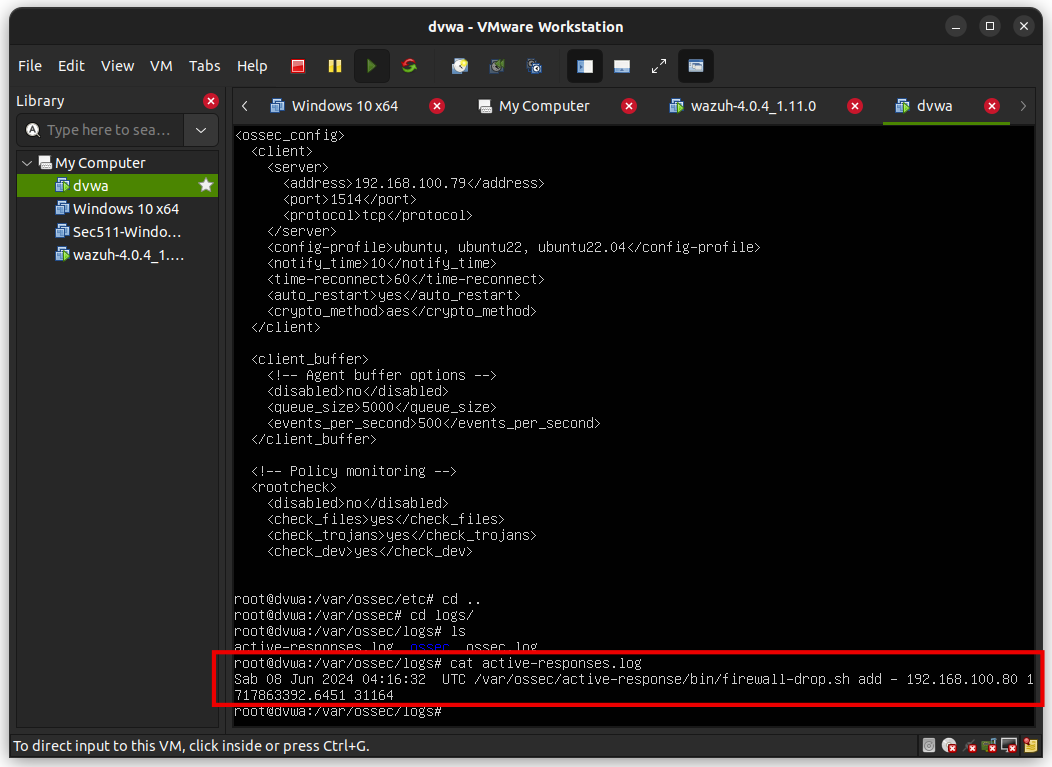 dvwa - VMware Workstation
File Edit View VM Tabs Help
Library
Type here to sea...
My Computer
dvwa
Windows 10 x64
Sec511-Windo...
wazuh-4.0.4_1....
Windows 10 x64 My Computer wazuh-4.0.4_1.11.0 dvwa
<ossec_config>
<client>
<server>
<address>192.168.100.79</address>
<port>1514</port>
<protocol>tcp</protocol>
</server>
<config-profile>ubuntu, ubuntu22, ubuntu22.04</config-profile>
<notify_time>10</notify_time>
<time-reconnect>60</time-reconnect>
<auto_restart>yes</auto_restart>
<crypto_method>aes</crypto_method>
</client>
<client_buffer>
<!-- Agent buffer options -->
<disabled>no</disabled>
<queue_size>5000</queue_size>
<events_per_second>500</events_per_second>
</client_buffer>
<!-- Policy monitoring -->
<rootcheck>
<disabled>no</disabled>
<check_files>yes</check_files>
<check_trojans>yes</check_trojans>
<check_dev>yes</check_dev>
root@dvwa:/var/ossec/etc# cd ..
root@dvwa:/var/ossec# cd logs/
root@dvwa:/var/ossec/logs# ls
active-responses.log ossec ossec.log
root@dvwa:/var/ossec/logs# cat active-responses.log
Sab 08 Jun 2024 04:16:32 UTC /var/ossec/active-response/bin/firewall-drop.sh add - 192.168.100.80 1
717863392.6451 31164
root@dvwa:/var/ossec/logs#
To direct input to this VM, click inside or press Ctrl+G.